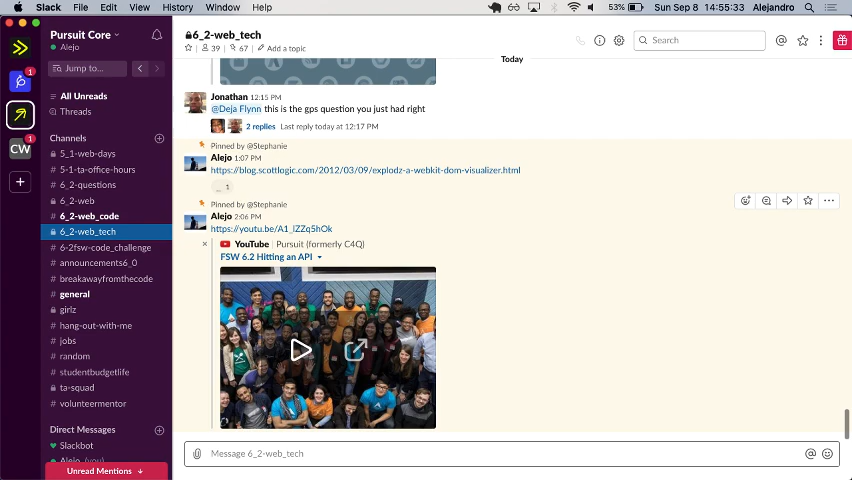 Slack File Edit View History Window Help 53% Sun Sep 8 14:55:33 Alejandro
Pursuit Core
Alejo
Jump to...
All Unreads
Threads
Channels
5_1-web-days
5-1-ta-office-hours
6_2-questions
6_2-web
6_2-web_code
6_2-web_tech
6-2fsw-code_challenge
announcements6_0
breakawayfromthecode
general
girlz
hang-out-with-me
jobs
random
studentbudgetlife
ta-squad
volunteermentor
Direct Messages
Slackbot
Alejo (you)
Unread Mentions ↓
1
CW
1
6_2-web_tech
39 67 Add a topic
Search
Today
Jonathan 12:15 PM
@Deja Flynn this is the gps question you just had right
2 replies Last reply today at 12:17 PM
Pinned by @Stephanie
Alejo 1:07 PM
https://blog.scottlogic.com/2012/03/09/explodz-a-webkit-dom-visualizer.html
1
Pinned by @Stephanie
Alejo 2:06 PM
https://youtu.be/A1_lZZq5hOk
YouTube | Pursuit (formerly C4Q)
FSW 6.2 Hitting an API
Message 6_2-web_tech